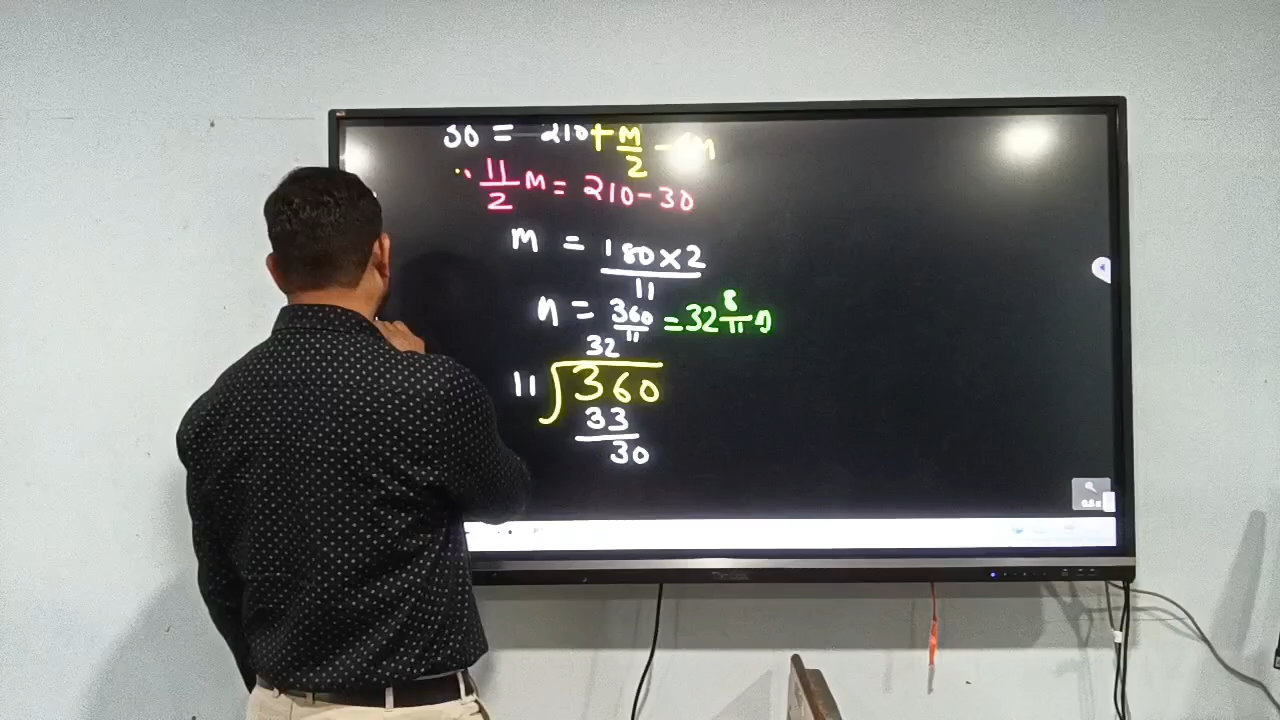 30 = 210 + M/2 - 6M
11/2 M = 210 - 30
M = 180 × 2 / 11
M = 360/11 = 32 8/11 M
32
11 ) 360
33
30